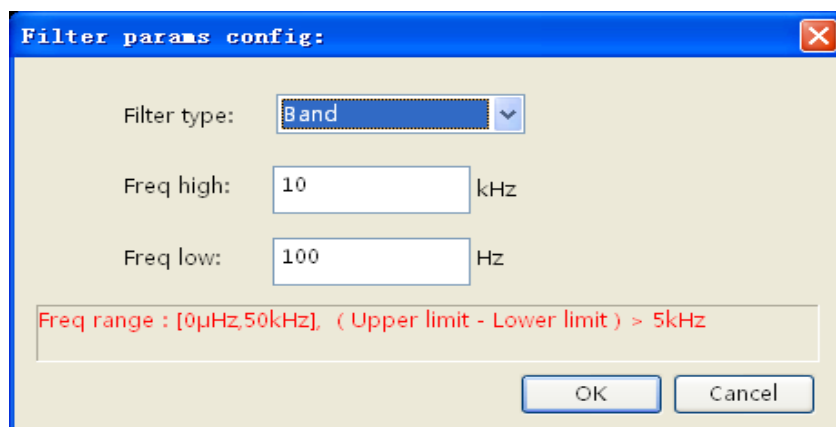 Filter params config:
Filter type: Band
Freq high: 10 kHz
Freq low: 100 Hz
Freq range : [0µHz,50kHz], ( Upper limit - Lower limit ) > 5kHz
OK Cancel